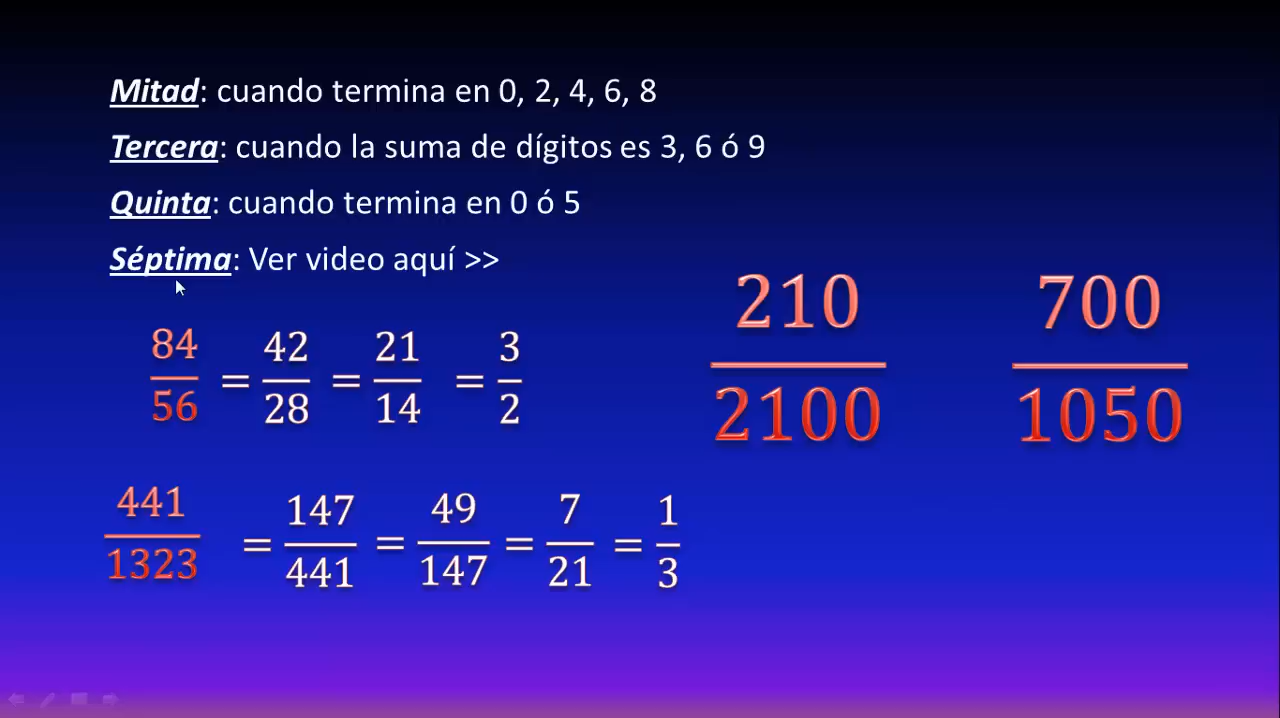 Mitad: cuando termina en 0, 2, 4, 6, 8
Tercera: cuando la suma de dígitos es 3, 6 ó 9
Quinta: cuando termina en 0 ó 5
Séptima: Ver video aquí >>
84/56 = 42/28 = 21/14 = 3/2
441/1323 = 147/441 = 49/147 = 7/21 = 1/3
210/2100
700/1050